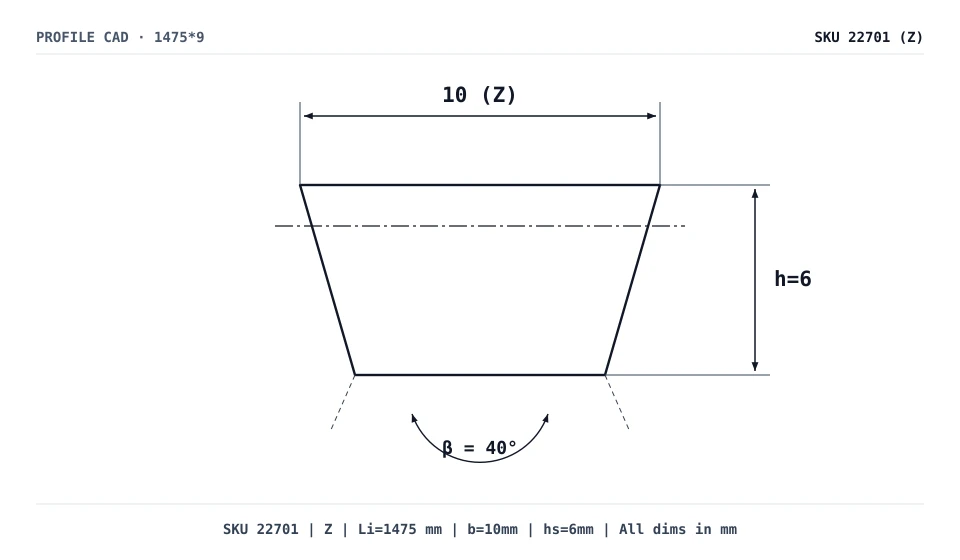 PROFILE CAD · 1475*9
SKU 22701 (Z)
10 (Z)
h=6
β = 40°
SKU 22701 | Z | Li=1475 mm | b=10mm | hs=6mm | All dims in mm